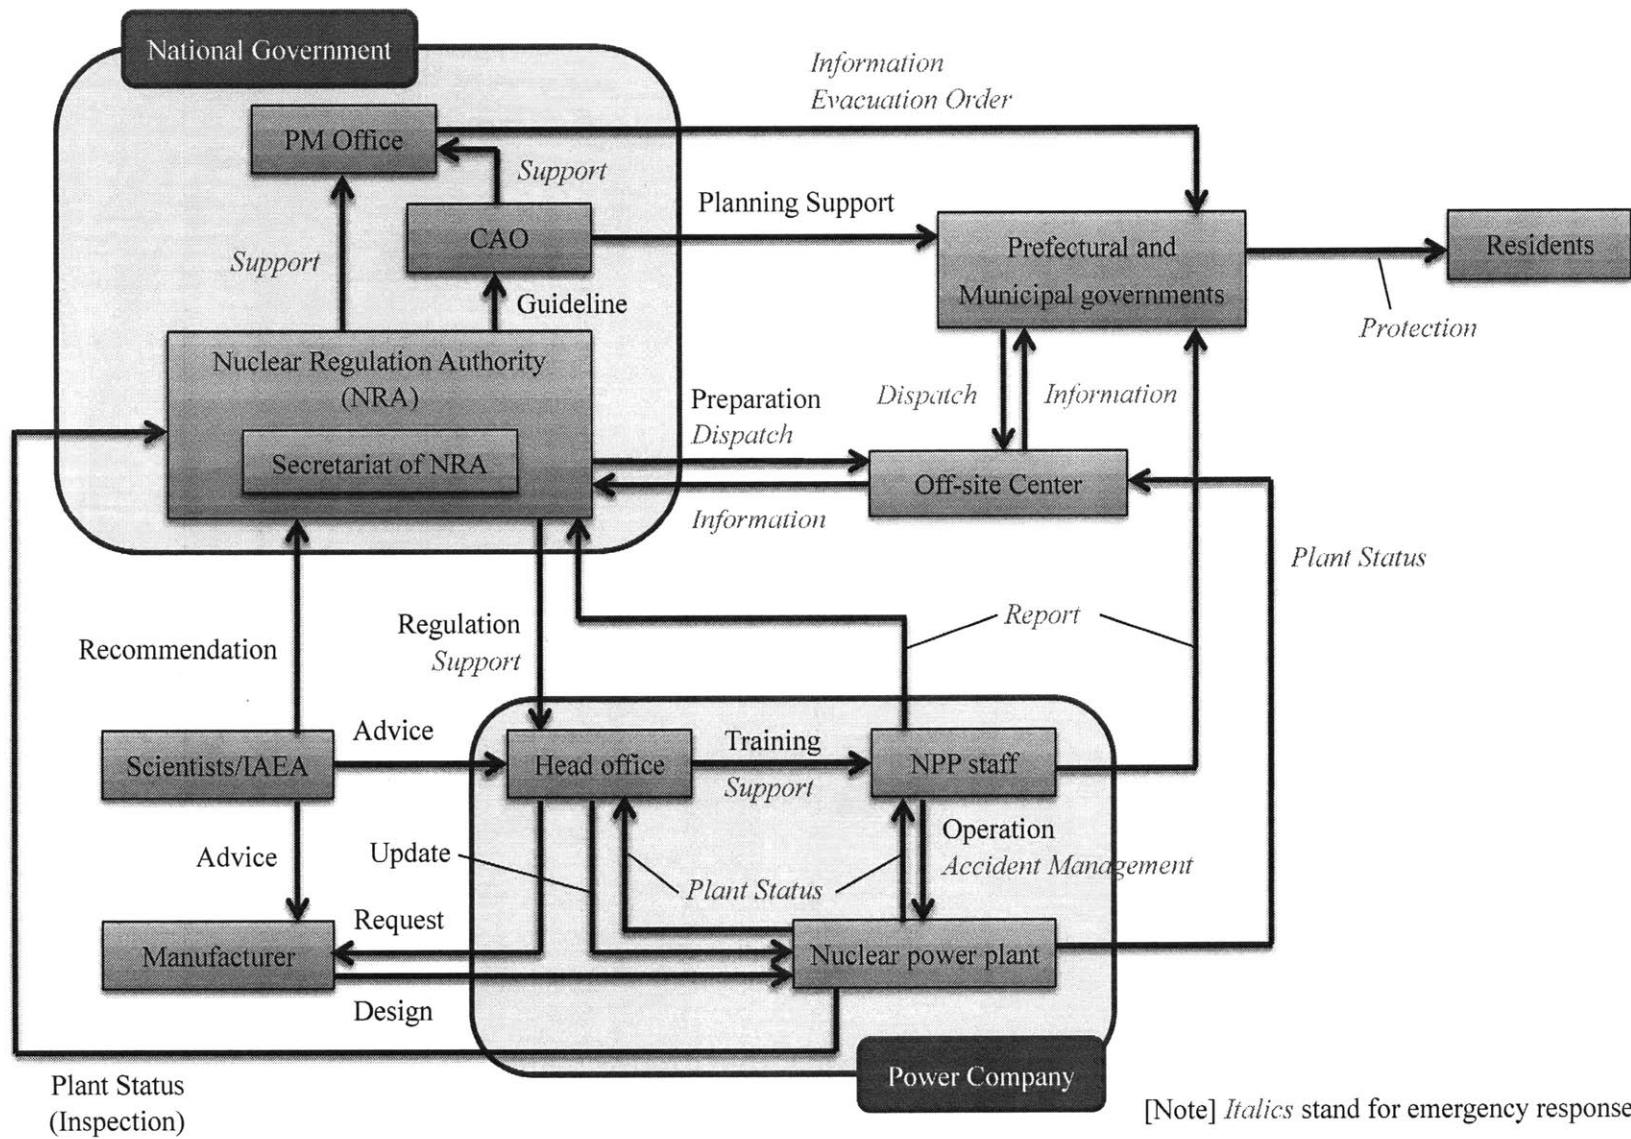 National Government
Information
Evacuation Order
PM Office
Support
Planning Support
CAO
Prefectural and
Municipal governments
Residents
Support
Guideline
Protection
Nuclear Regulation Authority
(NRA)
Secretariat of NRA
Preparation
Dispatch
Dispatch
Information
Off-site Center
Information
Plant Status
Recommendation
Regulation
Support
Report
Scientists/IAEA
Advice
Head office
Training
Support
NPP staff
Advice
Update
Plant Status
Operation
Accident Management
Request
Manufacturer
Nuclear power plant
Design
Plant Status
(Inspection)
Power Company
[Note] Italics stand for emergency response